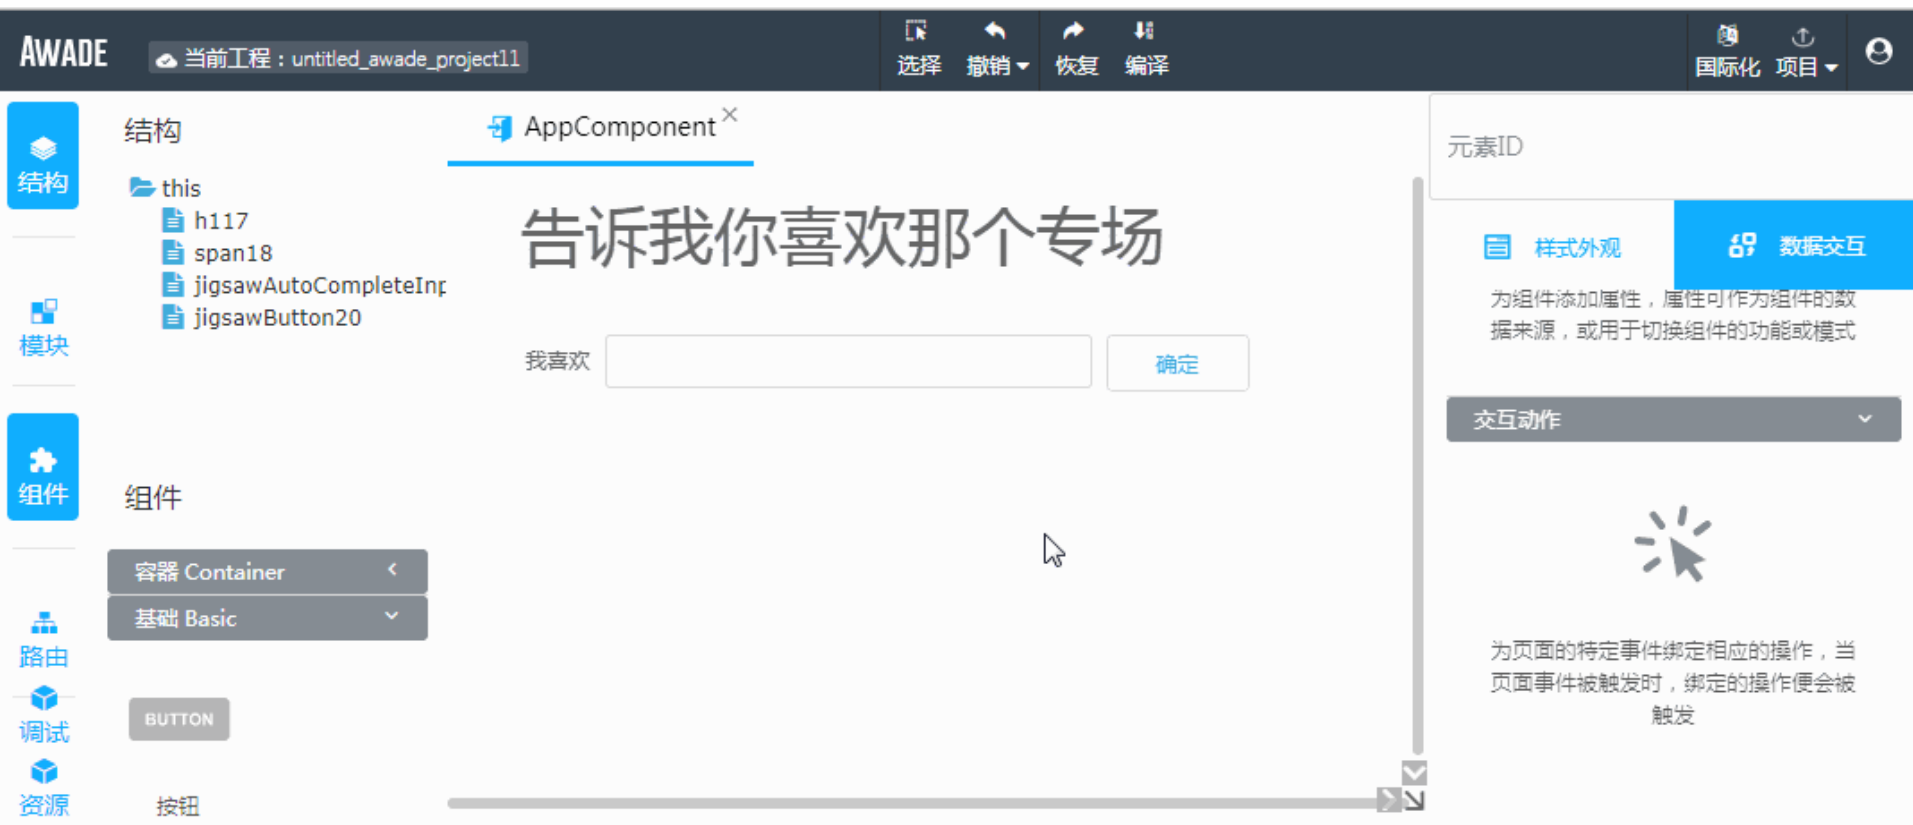 AWADE
当前工程：untitled_awade_project11
选择
撤销
恢复
编译
国际化
项目
结构
模块
组件
路由
调试
资源
结构
this
h117
span18
jigsawAutoCompleteInp
jigsawButton20
组件
容器 Container
基础 Basic
BUTTON
按钮
AppComponent
告诉我你喜欢那个专场
我喜欢
确定
元素ID
样式外观
数据交互
为组件添加属性，属性可作为组件的数
据来源，或用于切换组件的功能或模式
交互动作
为页面的特定事件绑定相应的操作，当
页面事件被触发时，绑定的操作便会被
触发